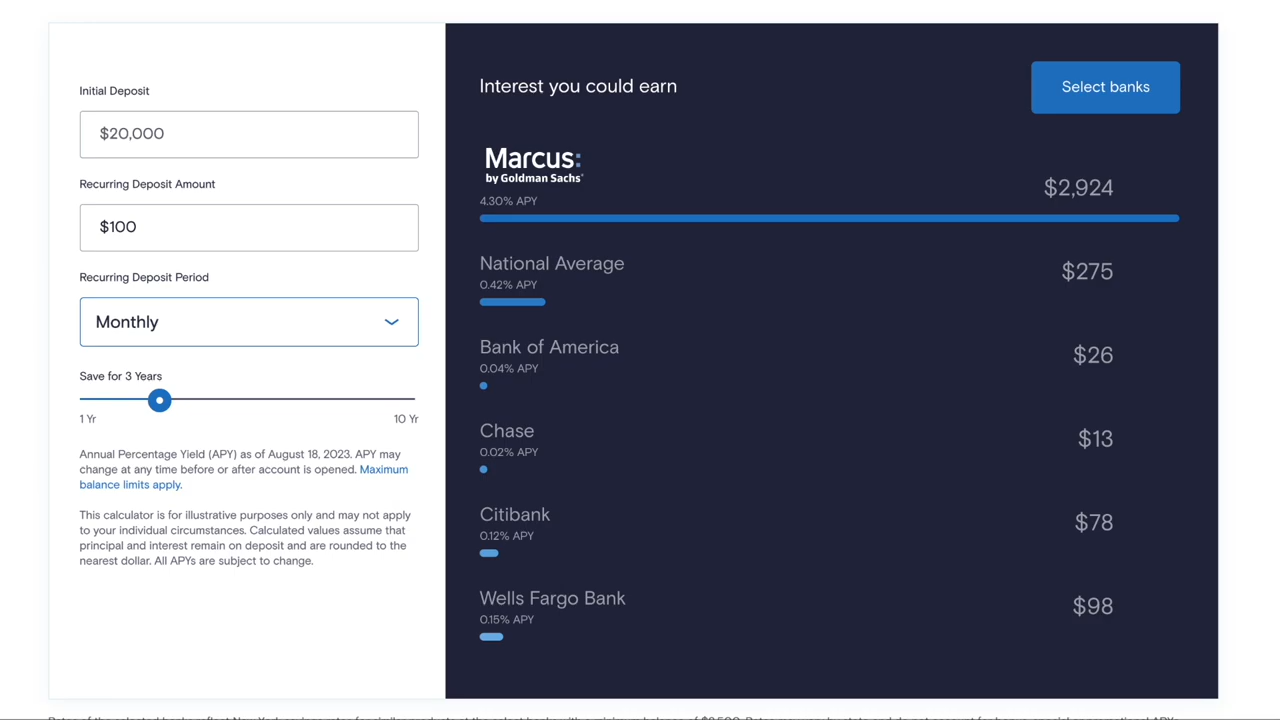 Initial Deposit
$20,000
Recurring Deposit Amount
$100
Recurring Deposit Period
Monthly
Save for 3 Years
1 Yr
10 Yr
Annual Percentage Yield (APY) as of August 18, 2023. APY may
change at any time before or after account is opened. Maximum
balance limits apply.
This calculator is for illustrative purposes only and may not apply
to your individual circumstances. Calculated values assume that
principal and interest remain on deposit and are rounded to the
nearest dollar. All APYs are subject to change.
Interest you could earn
Select banks
Marcus:
by Goldman Sachs®
4.30% APY
$2,924
National Average
0.42% APY
$275
Bank of America
0.04% APY
$26
Chase
0.02% APY
$13
Citibank
0.12% APY
$78
Wells Fargo Bank
0.15% APY
$98